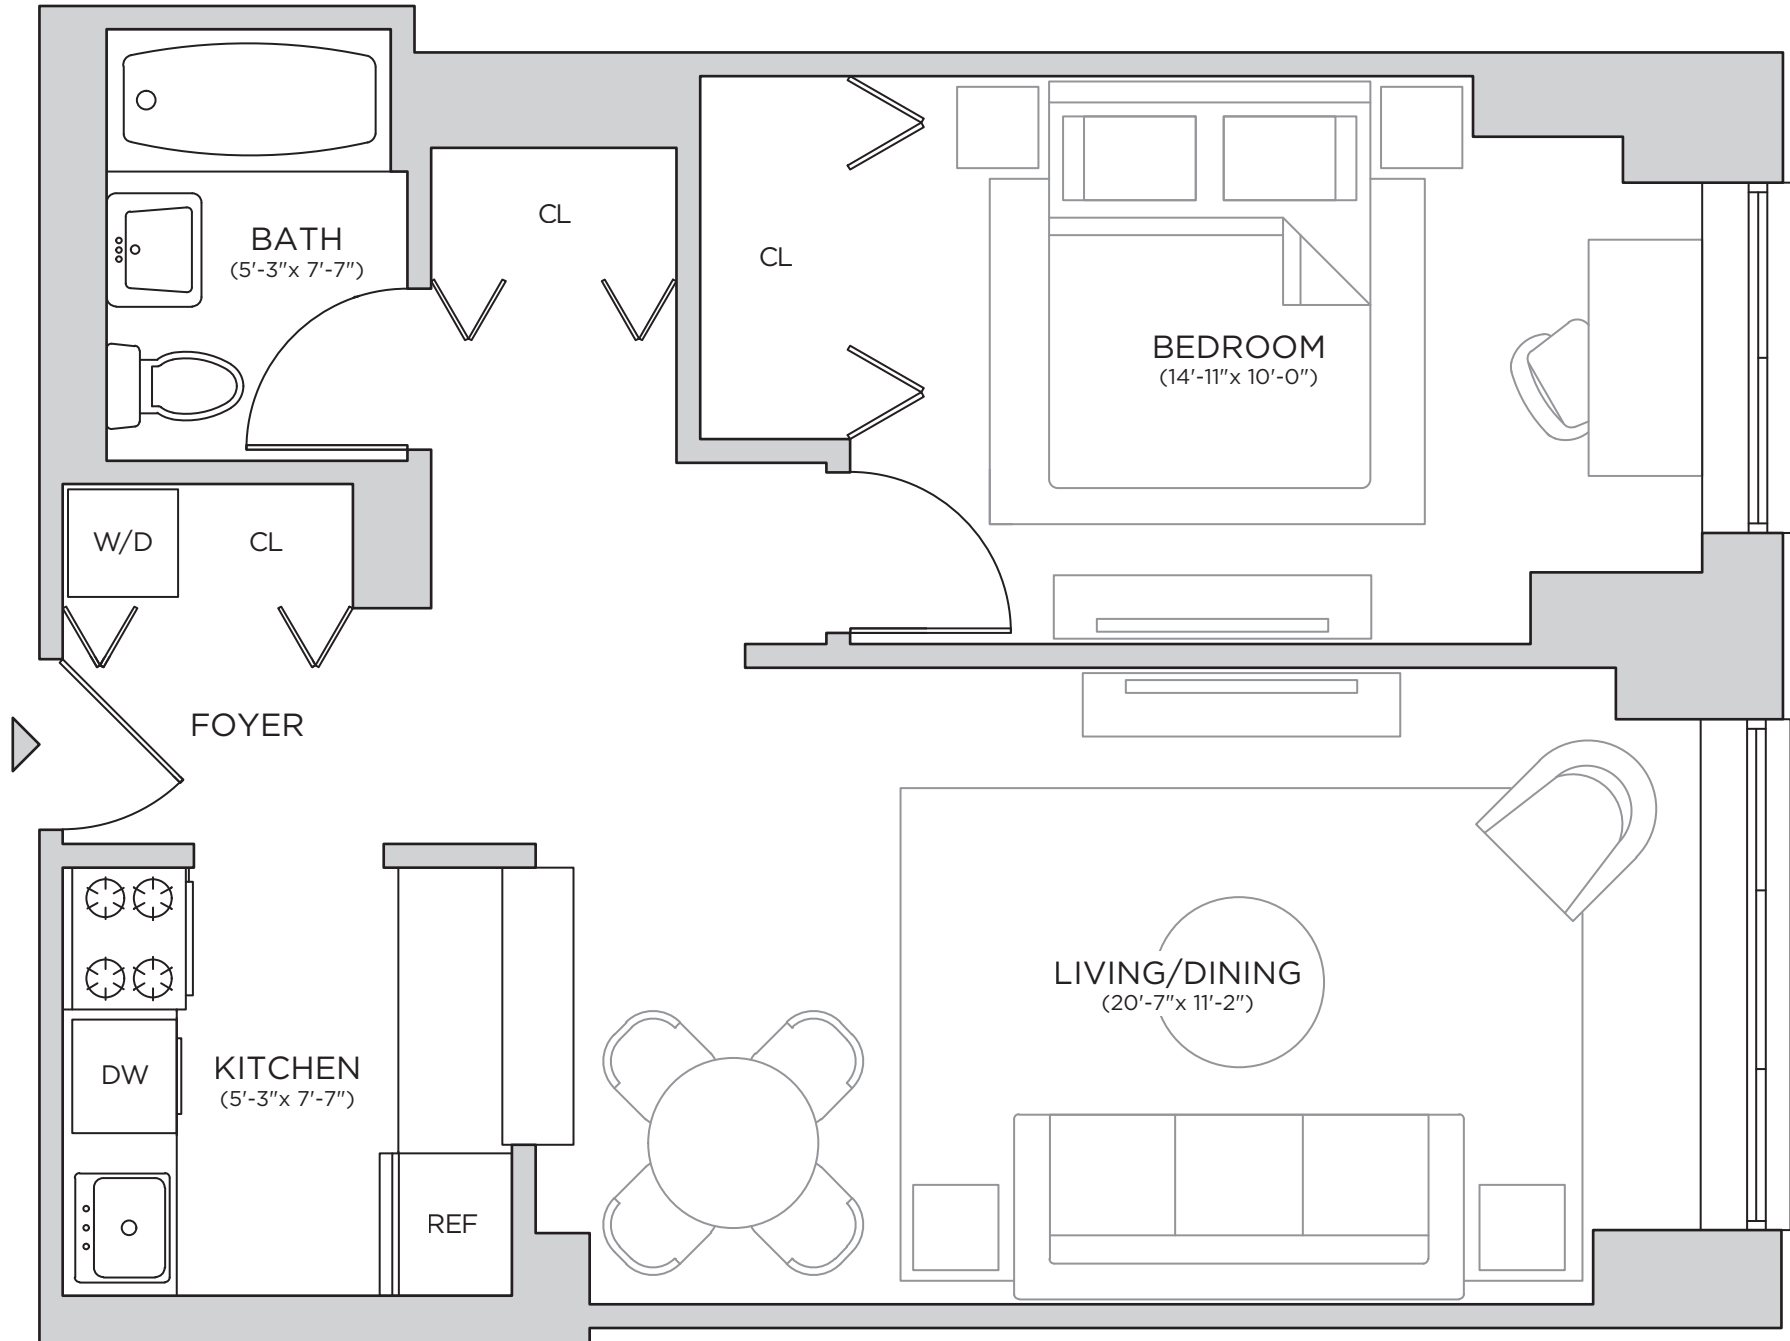 CL
BATH
(5'-3"x 7'-7")
CL
BEDROOM
(14'-11"x 10'-0")
W/D
CL
FOYER
LIVING/DINING
(20'-7"x 11'-2")
DW
KITCHEN
(5'-3"x 7'-7")
REF